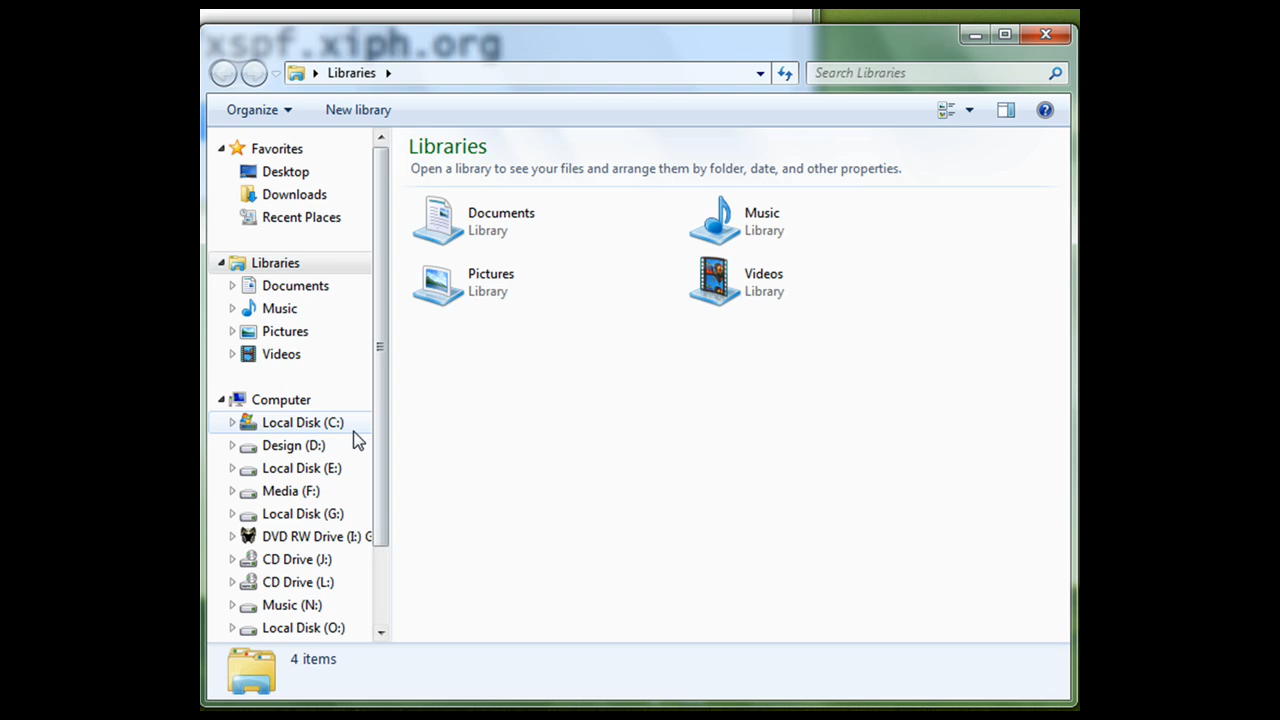 xspf.xiph.org
Libraries
Search Libraries
Organize
New library
Favorites
Desktop
Downloads
Recent Places
Libraries
Documents
Music
Pictures
Videos
Computer
Local Disk (C:)
Design (D:)
Local Disk (E:)
Media (F:)
Local Disk (G:)
DVD RW Drive (I:) G
CD Drive (J:)
CD Drive (L:)
Music (N:)
Local Disk (O:)
Libraries
Open a library to see your files and arrange them by folder, date, and other properties.
Documents
Library
Music
Library
Pictures
Library
Videos
Library
4 items